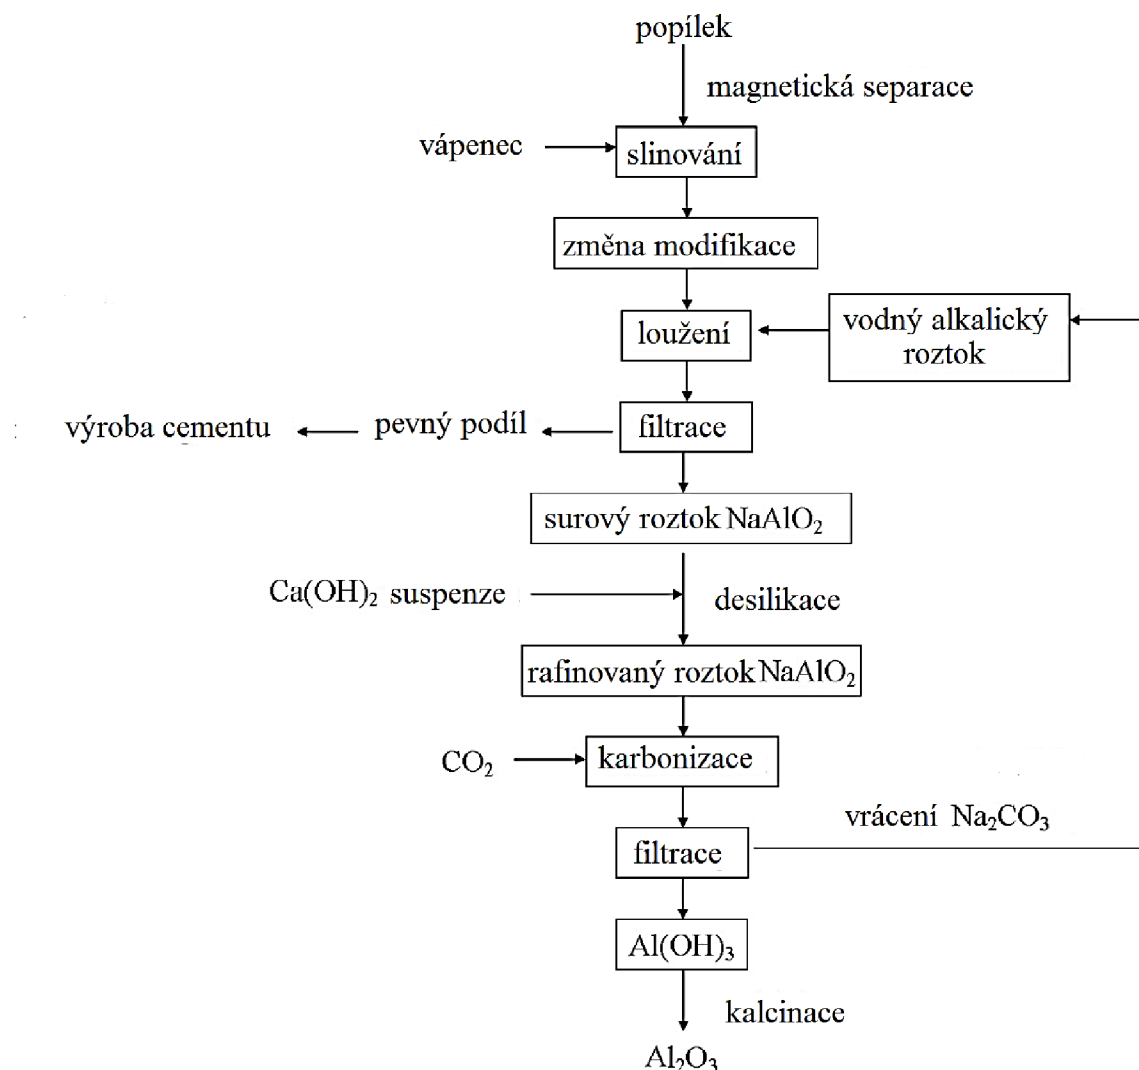 popílek
magnetická separace
vápenec
slinování
změna modifikace
loužení
vodný alkalický
roztok
výroba cementu
pevný podíl
filtrace
surový roztok NaAlO₂
Ca(OH)₂ suspenze
desilikace
rafinovaný roztok NaAlO₂
CO₂
karbonizace
vrácení Na₂CO₃
filtrace
Al(OH)₃
kalcinace
Al₂O₃